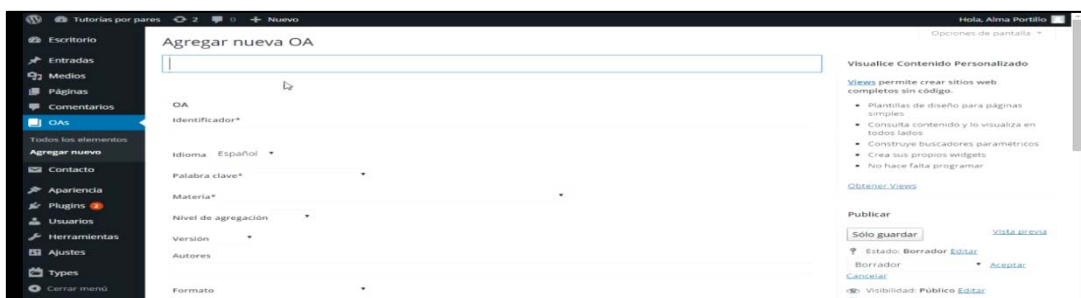 Tutorías por pares 2 0 + Nuevo Hola, Alma Portillo
Opciones de pantalla
Escritorio
Entradas
Medios
Páginas
Comentarios
OAs
Todos los elementos
Agregar nuevo
Contacto
Apariencia
Plugins 2
Usuarios
Herramientas
Ajustes
Types
Cerrar menú
Agregar nueva OA
OA
Identificador*
Idioma Español
Palabra clave*
Materia*
Nivel de agregación
Versión
Autores
Formato
Visualice Contenido Personalizado
Views permite crear sitios web
completos sin código.
Plantillas de diseño para páginas
simples
Consulta contenido y lo visualiza en
todos lados
Construye buscadores paramétricos
Crea sus propios widgets
No hace falta programar
Obtener Views
Publicar
Sólo guardar Vista previa
Estado: Borrador Editar
Borrador Aceptar
Cancelar
Visibilidad: Público Editar